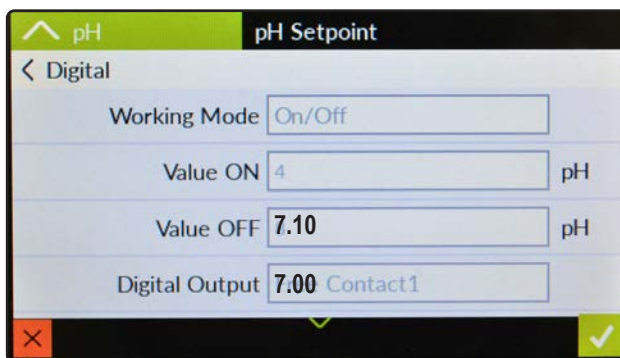 pH pH Setpoint
Digital
Working Mode On/Off
Value ON 4 pH
Value OFF 7.10 pH
Digital Output 7.00 Contact1